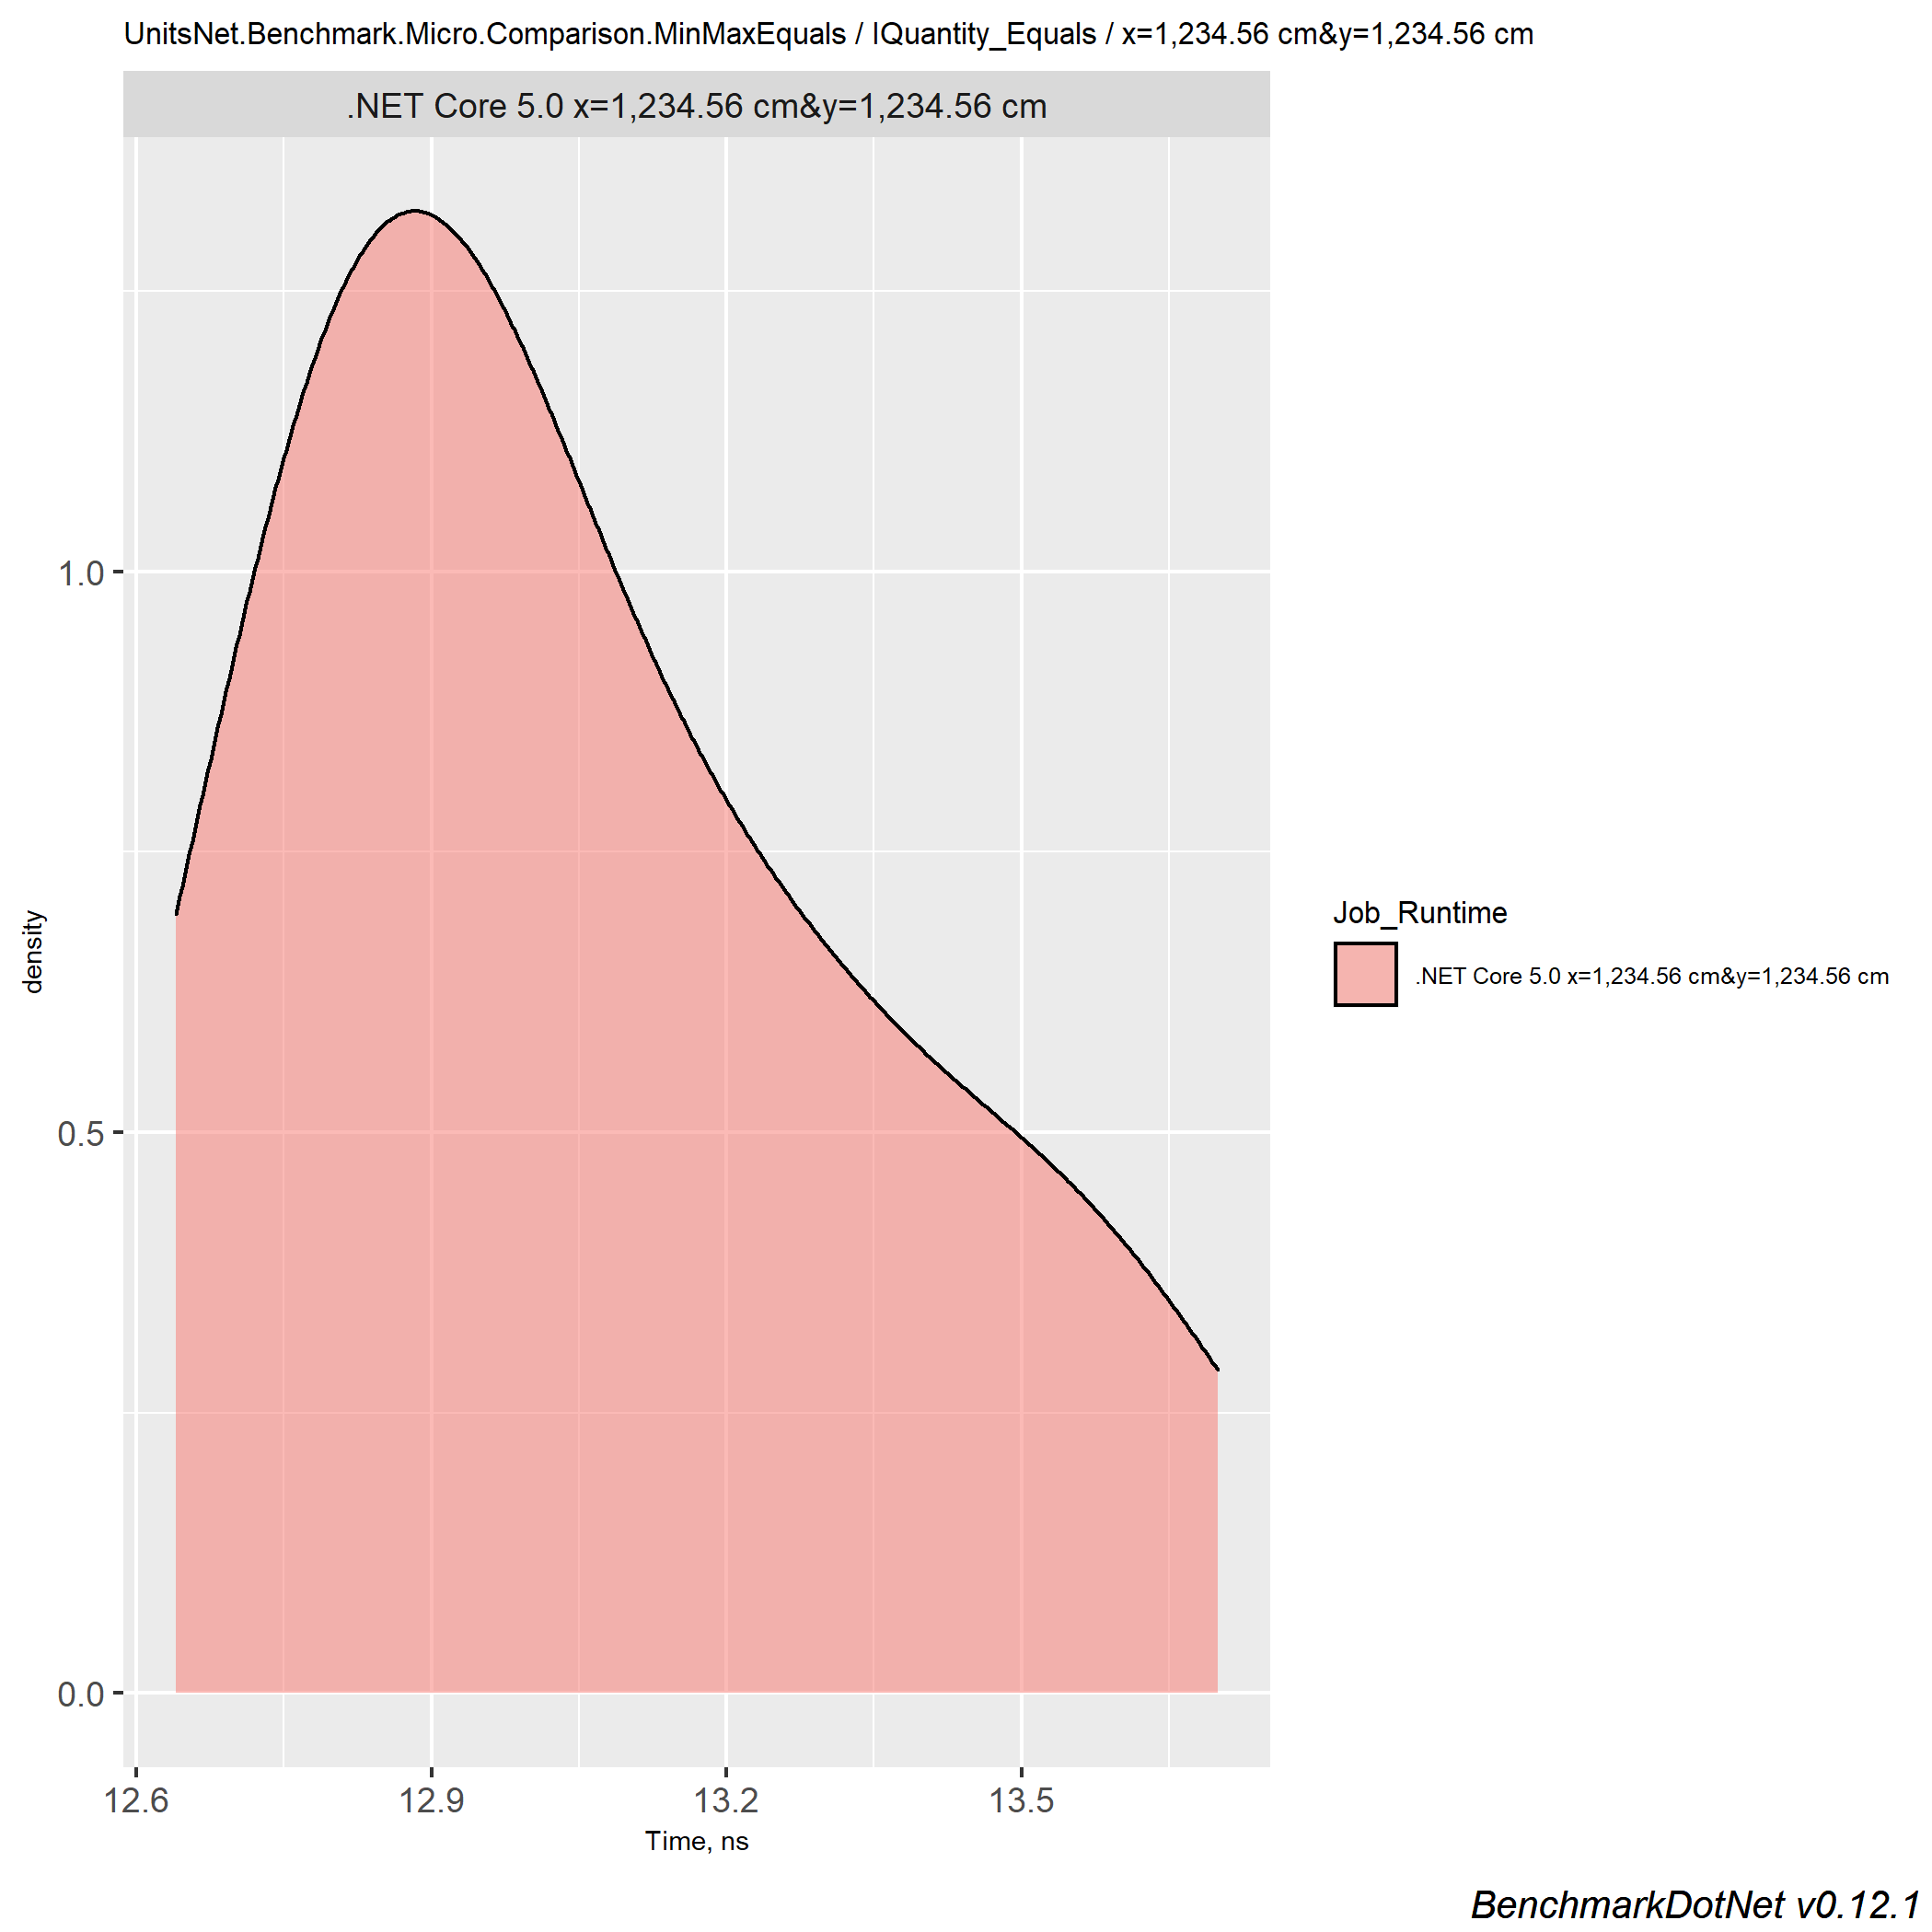 UnitsNet.Benchmark.Micro.Comparison.MinMaxEquals / IQuantity_Equals / x=1,234.56 cm&y=1,234.56 cm
.NET Core 5.0 x=1,234.56 cm&y=1,234.56 cm
1.0
0.5
0.0
density
12.6 12.9 13.2 13.5
Time, ns
Job_Runtime
.NET Core 5.0 x=1,234.56 cm&y=1,234.56 cm
BenchmarkDotNet v0.12.1